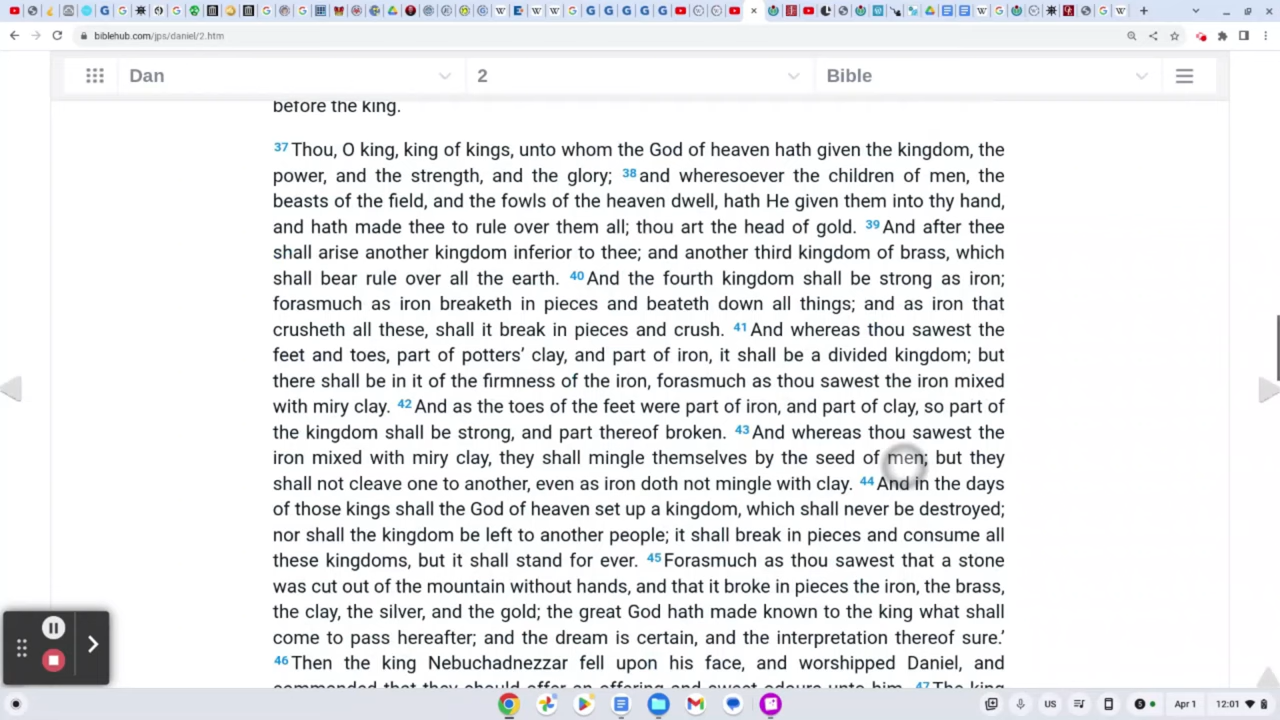 biblehub.com/jps/daniel/2.htm
Dan 2 Bible
before the king.
37 Thou, O king, king of kings, unto whom the God of heaven hath given the kingdom, the
power, and the strength, and the glory; 38 and wheresoever the children of men, the
beasts of the field, and the fowls of the heaven dwell, hath He given them into thy hand,
and hath made thee to rule over them all; thou art the head of gold. 39 And after thee
shall arise another kingdom inferior to thee; and another third kingdom of brass, which
shall bear rule over all the earth. 40 And the fourth kingdom shall be strong as iron;
forasmuch as iron breaketh in pieces and beateth down all things; and as iron that
crusheth all these, shall it break in pieces and crush. 41 And whereas thou sawest the
feet and toes, part of potters’ clay, and part of iron, it shall be a divided kingdom; but
there shall be in it of the firmness of the iron, forasmuch as thou sawest the iron mixed
with miry clay. 42 And as the toes of the feet were part of iron, and part of clay, so part of
the kingdom shall be strong, and part thereof broken. 43 And whereas thou sawest the
iron mixed with miry clay, they shall mingle themselves by the seed of men; but they
shall not cleave one to another, even as iron doth not mingle with clay. 44 And in the days
of those kings shall the God of heaven set up a kingdom, which shall never be destroyed;
nor shall the kingdom be left to another people; it shall break in pieces and consume all
these kingdoms, but it shall stand for ever. 45 Forasmuch as thou sawest that a stone
was cut out of the mountain without hands, and that it broke in pieces the iron, the brass,
the clay, the silver, and the gold; the great God hath made known to the king what shall
come to pass hereafter; and the dream is certain, and the interpretation thereof sure.’
46 Then the king Nebuchadnezzar fell upon his face, and worshipped Daniel, and
commanded that they should offer an offering and sweet odours unto him. 47 The king
US Apr 1 12:01